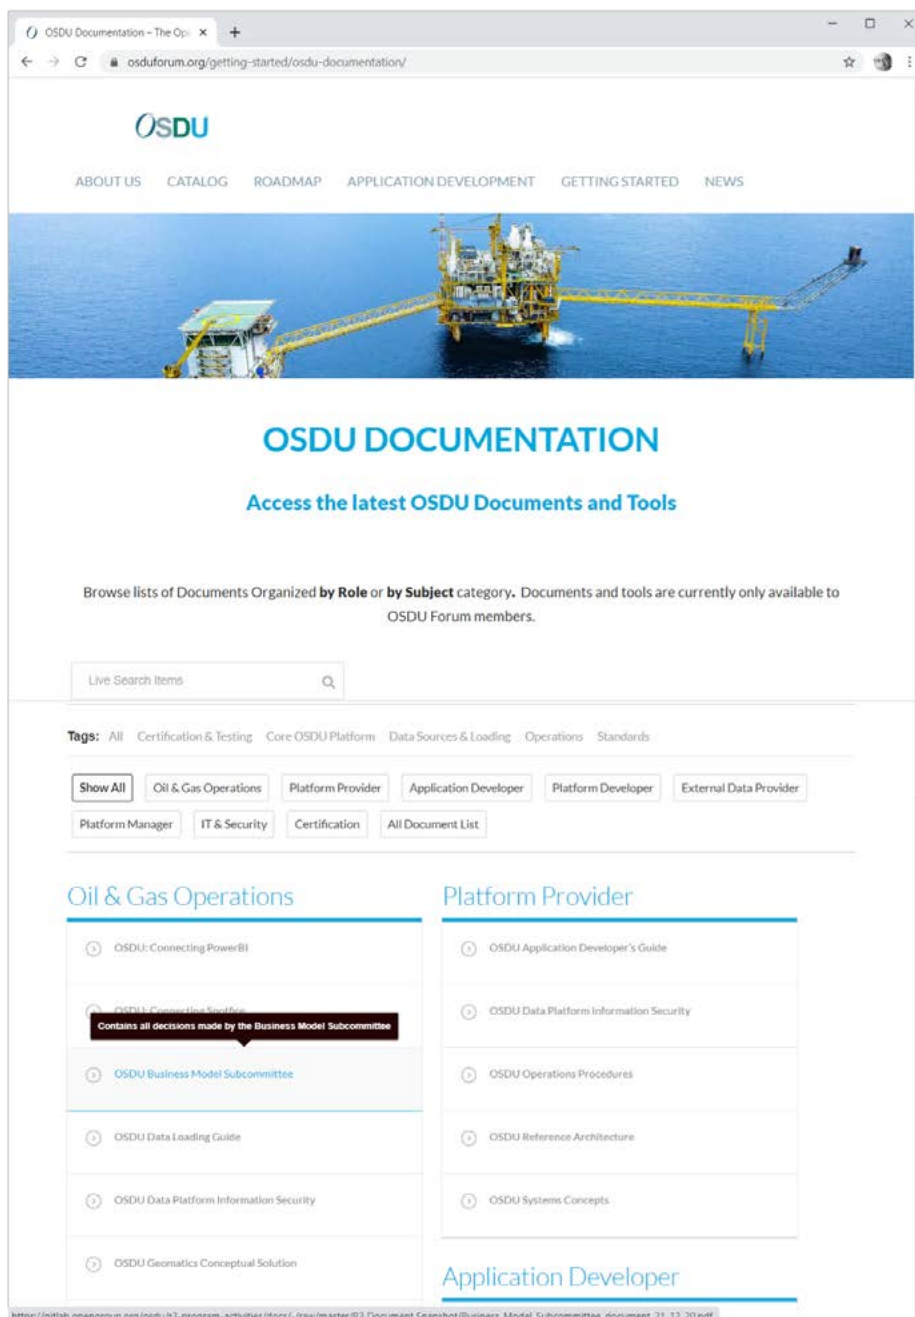 OSDU Documentation – The Op
osduforum.org/getting-started/osdu-documentation/
OSDU
ABOUT US CATALOG ROADMAP APPLICATION DEVELOPMENT GETTING STARTED NEWS
OSDU DOCUMENTATION
Access the latest OSDU Documents and Tools
Browse lists of Documents Organized by Role or by Subject category. Documents and tools are currently only available to
OSDU Forum members.
Live Search Items
Tags: All Certification & Testing Core OSDU Platform Data Sources & Loading Operations Standards
Show All Oil & Gas Operations Platform Provider Application Developer Platform Developer External Data Provider
Platform Manager IT & Security Certification All Document List
Oil & Gas Operations
OSDU: Connecting PowerBI
OSDU: Connecting Spotfire
Contains all decisions made by the Business Model Subcommittee
OSDU Business Model Subcommittee
OSDU Data Loading Guide
OSDU Data Platform Information Security
OSDU Geomatics Conceptual Solution
Platform Provider
OSDU Application Developer's Guide
OSDU Data Platform Information Security
OSDU Operations Procedures
OSDU Reference Architecture
OSDU Systems Concepts
Application Developer